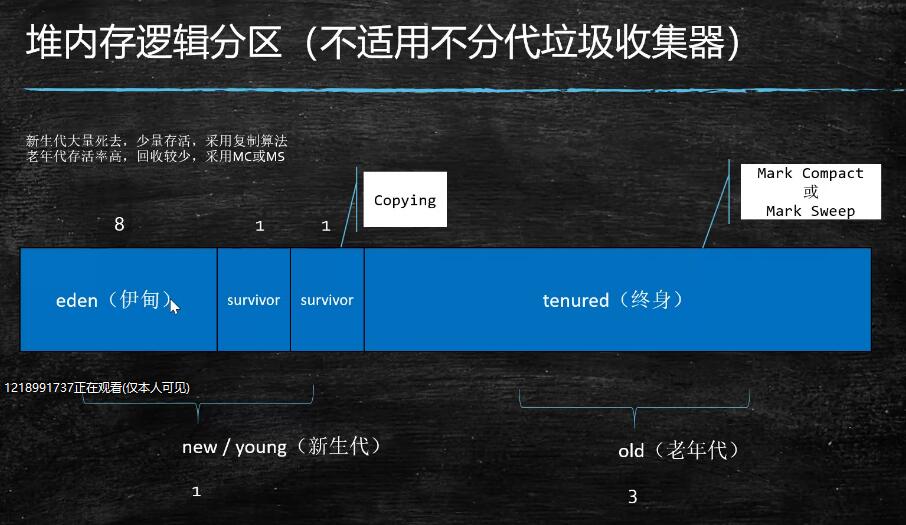 堆内存逻辑分区（不适用不分代垃圾收集器）
新生代大量死去，少量存活，采用复制算法
老年代存活率高，回收较少，采用MC或MS
Copying
Mark Compact
或
Mark Sweep
8
1
1
eden（伊甸）
survivor
survivor
tenured（终身）
1218991737正在观看(仅本人可见)
new / young（新生代）
old（老年代）
1
3